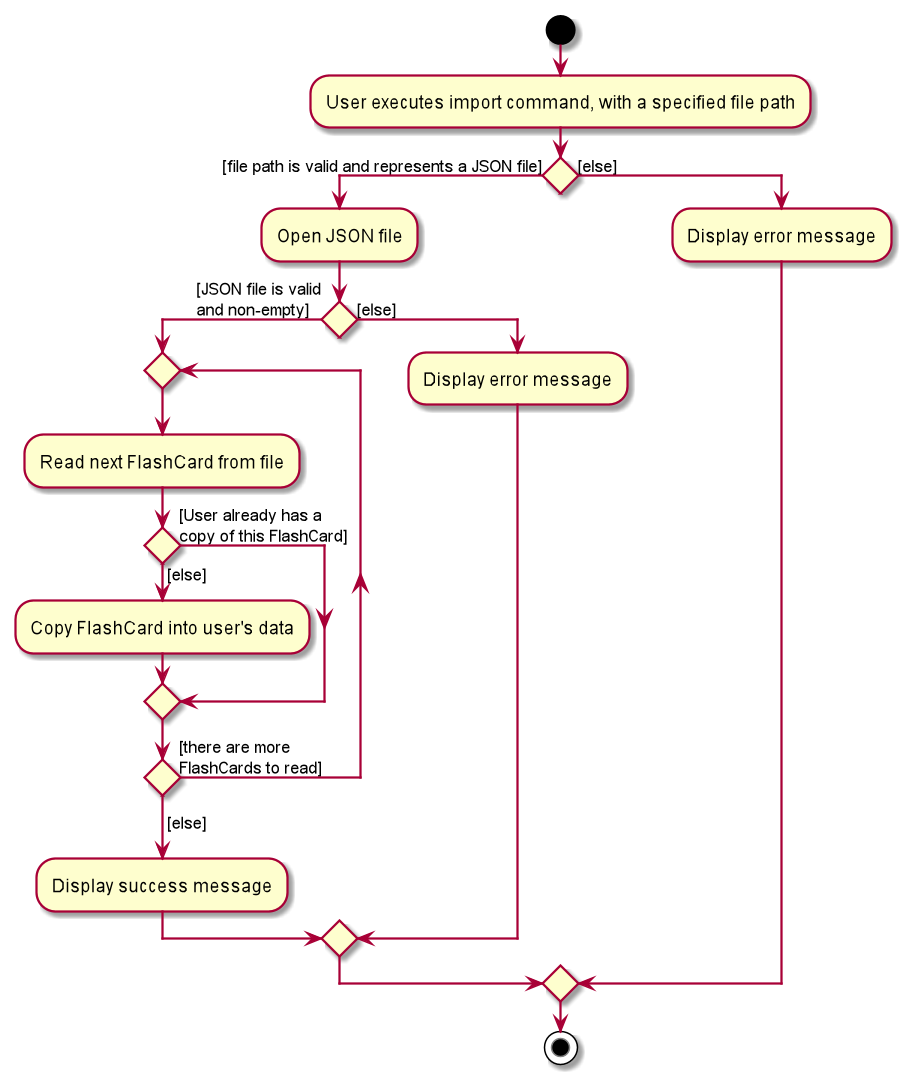 User executes import command, with a specified file path
[file path is valid and represents a JSON file]
[else]
Open JSON file
Display error message
[JSON file is valid
and non-empty]
[else]
Display error message
Read next FlashCard from file
[User already has a
copy of this FlashCard]
[else]
Copy FlashCard into user's data
[there are more
FlashCards to read]
[else]
Display success message